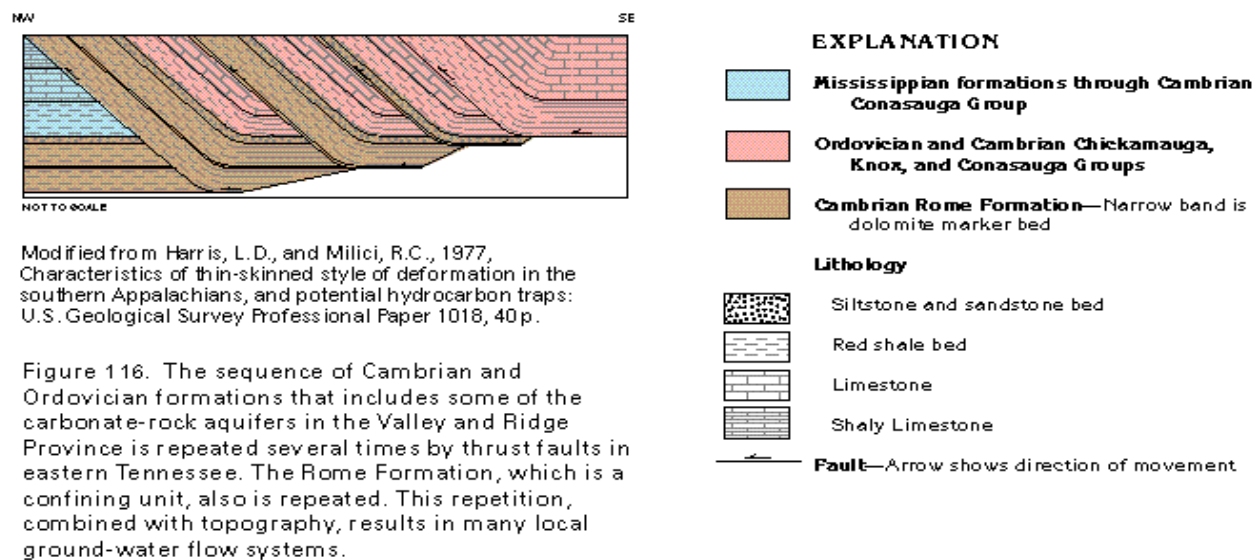 NW
SE
NOT TO SCALE
Modified from Harris, L.D., and Milici, R.C., 1977,
Characteristics of thin-skinned style of deformation in the
southern Appalachians, and potential hydrocarbon traps:
U.S. Geological Survey Professional Paper 1018, 40p.
Figure 116. The sequence of Cambrian and
Ordovician formations that includes some of the
carbonate-rock aquifers in the Valley and Ridge
Province is repeated several times by thrust faults in
eastern Tennessee. The Rome Formation, which is a
confining unit, also is repeated. This repetition,
combined with topography, results in many local
ground-water flow systems.
EXPLANATION
Mississippian formations through Cambrian
Conasauga Group
Ordovician and Cambrian Chickamauga,
Knox, and Conasauga Groups
Cambrian Rome Formation—Narrow band is
dolomite marker bed
Lithology
Siltstone and sandstone bed
Red shale bed
Limestone
Shaly Limestone
Fault—Arrow shows direction of movement